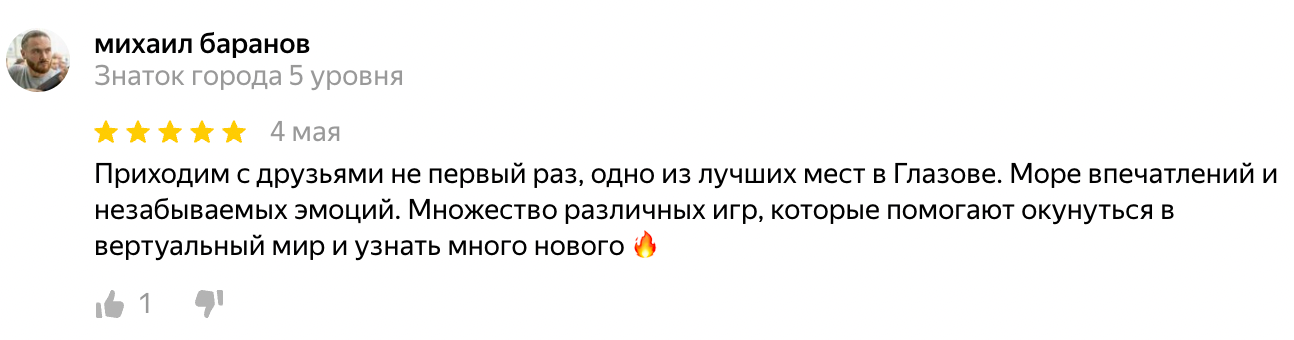 михаил баранов
Знаток города 5 уровня
4 мая
Приходим с друзьями не первый раз, одно из лучших мест в Глазове. Море впечатлений и
незабываемых эмоций. Множество различных игр, которые помогают окунуться в
вертуальный мир и узнать много нового 🔥
1